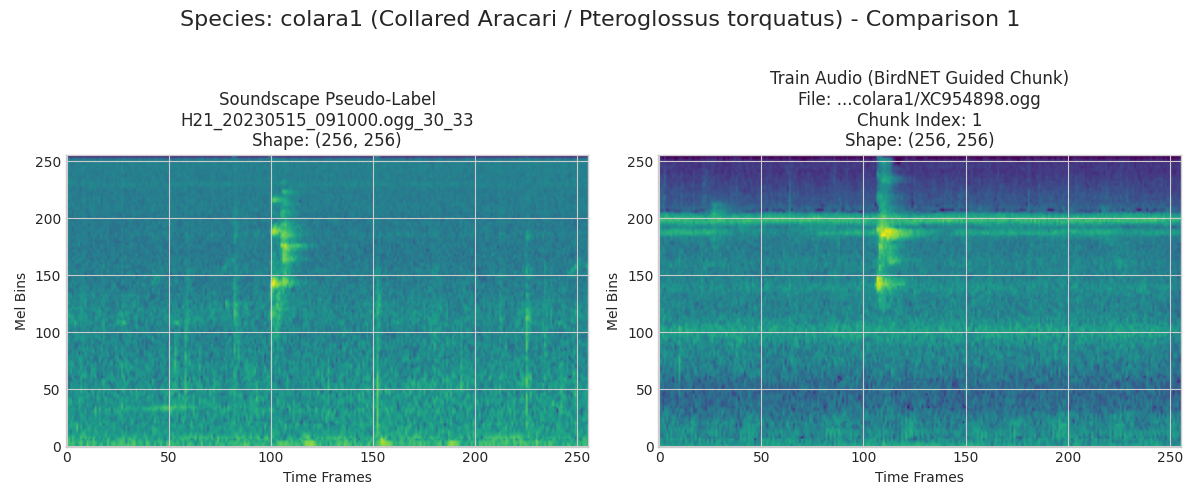 Species: colara1 (Collared Aracari / Pteroglossus torquatus) - Comparison 1
Soundscape Pseudo-Label
H21_20230515_091000.ogg_30_33
Shape: (256, 256)
Train Audio (BirdNET Guided Chunk)
File: ...colara1/XC954898.ogg
Chunk Index: 1
Shape: (256, 256)
Mel Bins
250
200
150
100
50
0
0 50 100 150 200 250
Time Frames
Mel Bins
250
200
150
100
50
0
0 50 100 150 200 250
Time Frames